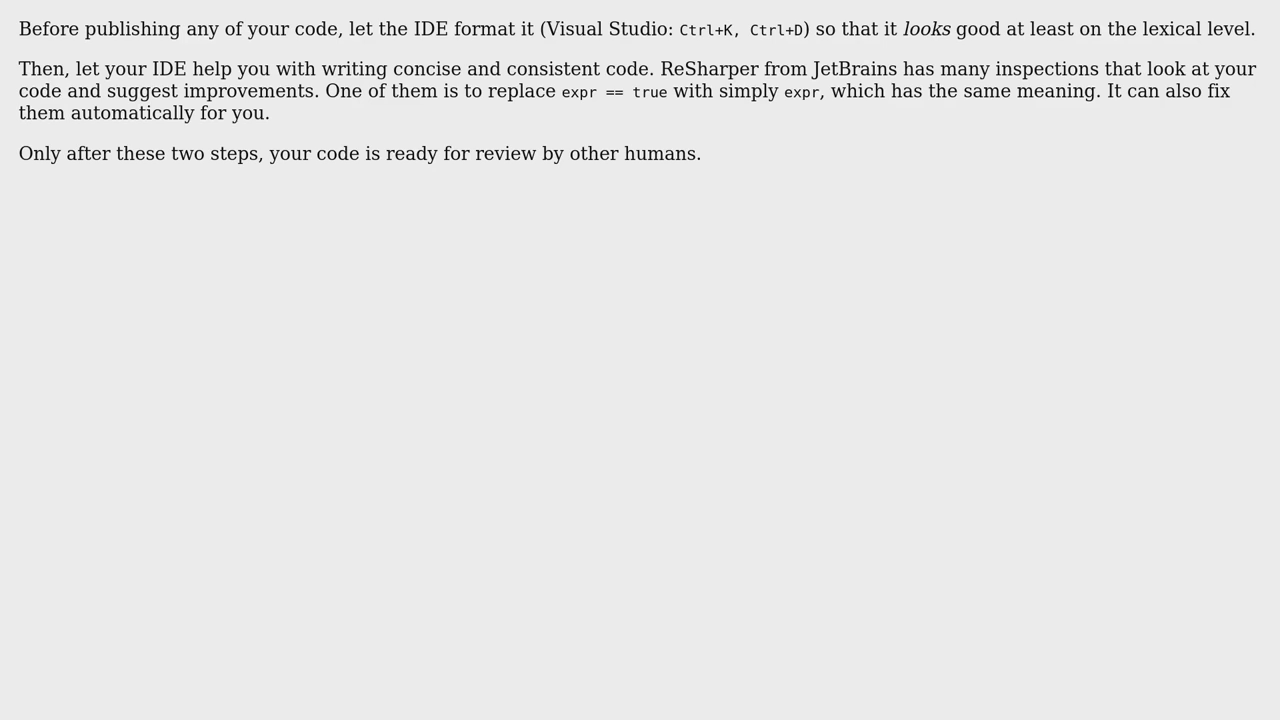 Before publishing any of your code, let the IDE format it (Visual Studio: Ctrl+K, Ctrl+D) so that it looks good at least on the lexical level.
Then, let your IDE help you with writing concise and consistent code. ReSharper from JetBrains has many inspections that look at your
code and suggest improvements. One of them is to replace expr == true with simply expr, which has the same meaning. It can also fix
them automatically for you.
Only after these two steps, your code is ready for review by other humans.